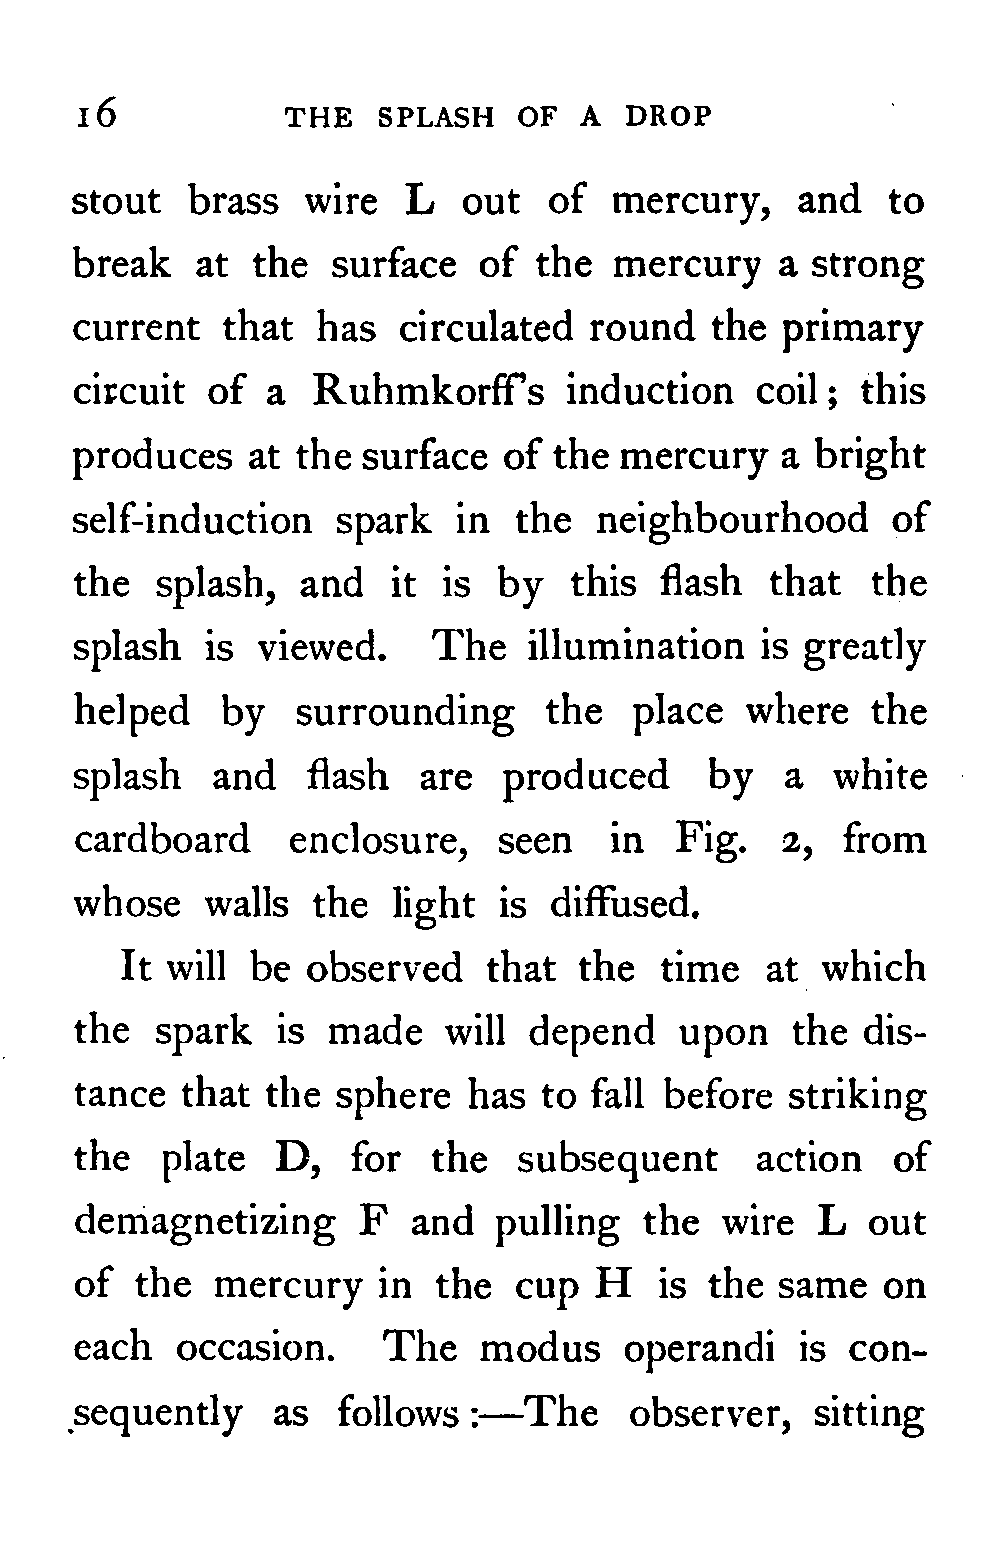 16 THE SPLASH OF A DROP
stout brass wire L out of mercury, and to
break at the surface of the mercury a strong
current that has circulated round the primary
circuit of a Ruhmkorff's induction coil; this
produces at the surface of the mercury a bright
self-induction spark in the neighbourhood of
the splash, and it is by this flash that the
splash is viewed. The illumination is greatly
helped by surrounding the place where the
splash and flash are produced by a white
cardboard enclosure, seen in Fig. 2, from
whose walls the light is diffused.
It will be observed that the time at which
the spark is made will depend upon the dis-
tance that the sphere has to fall before striking
the plate D, for the subsequent action of
demagnetizing F and pulling the wire L out
of the mercury in the cup H is the same on
each occasion. The modus operandi is con-
sequently as follows:—The observer, sitting